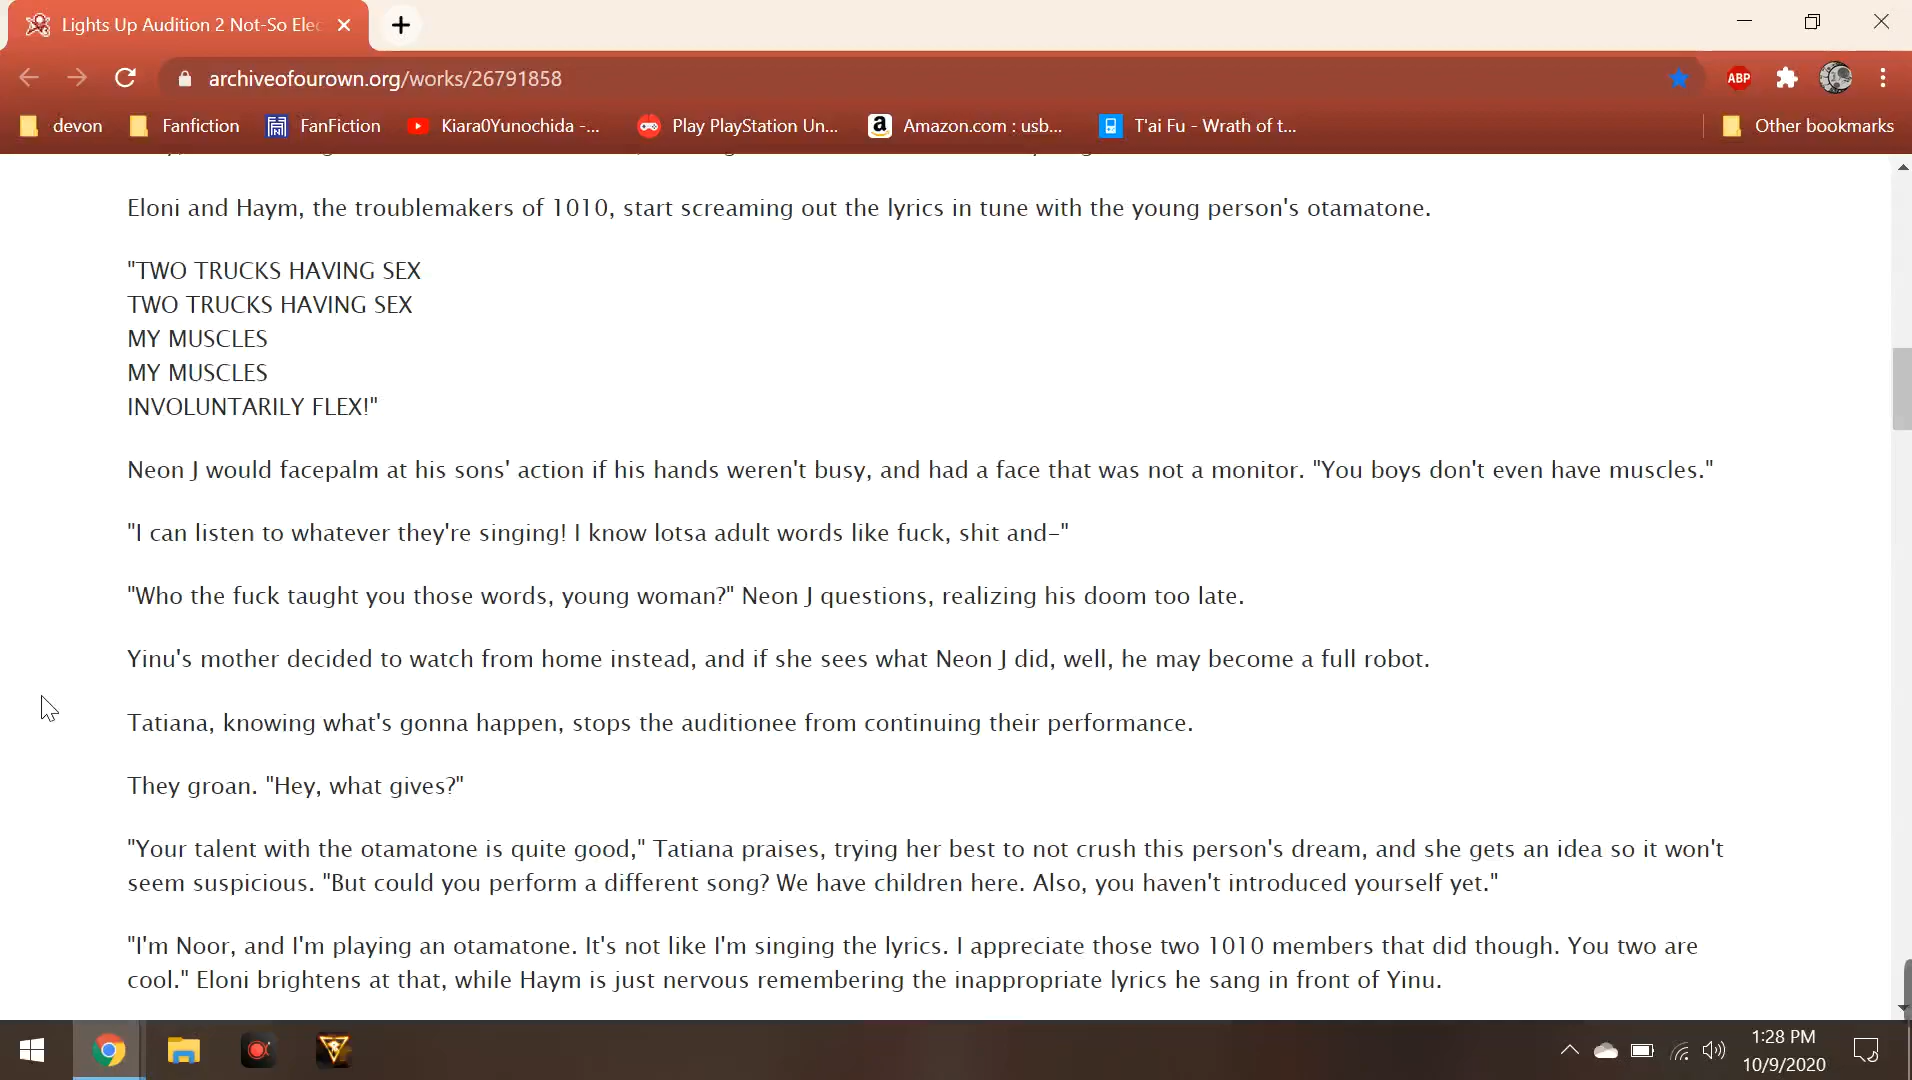 Lights Up Audition 2 Not-So Elec
archiveofourown.org/works/26791858
ABP
devon
Fanfiction
FanFiction
Kiara0Yunochida -...
Play PlayStation Un...
Amazon.com : usb...
T'ai Fu - Wrath of t...
Other bookmarks
Eloni and Haym, the troublemakers of 1010, start screaming out the lyrics in tune with the young person's otamatone.
"TWO TRUCKS HAVING SEX
TWO TRUCKS HAVING SEX
MY MUSCLES
MY MUSCLES
INVOLUNTARILY FLEX!"
Neon J would facepalm at his sons' action if his hands weren't busy, and had a face that was not a monitor. "You boys don't even have muscles."
"I can listen to whatever they're singing! I know lotsa adult words like fuck, shit and–"
"Who the fuck taught you those words, young woman?" Neon J questions, realizing his doom too late.
Yinu's mother decided to watch from home instead, and if she sees what Neon J did, well, he may become a full robot.
Tatiana, knowing what's gonna happen, stops the auditionee from continuing their performance.
They groan. "Hey, what gives?"
"Your talent with the otamatone is quite good," Tatiana praises, trying her best to not crush this person's dream, and she gets an idea so it won't
seem suspicious. "But could you perform a different song? We have children here. Also, you haven't introduced yourself yet."
"I'm Noor, and I'm playing an otamatone. It's not like I'm singing the lyrics. I appreciate those two 1010 members that did though. You two are
cool." Eloni brightens at that, while Haym is just nervous remembering the inappropriate lyrics he sang in front of Yinu.
1:28 PM
10/9/2020